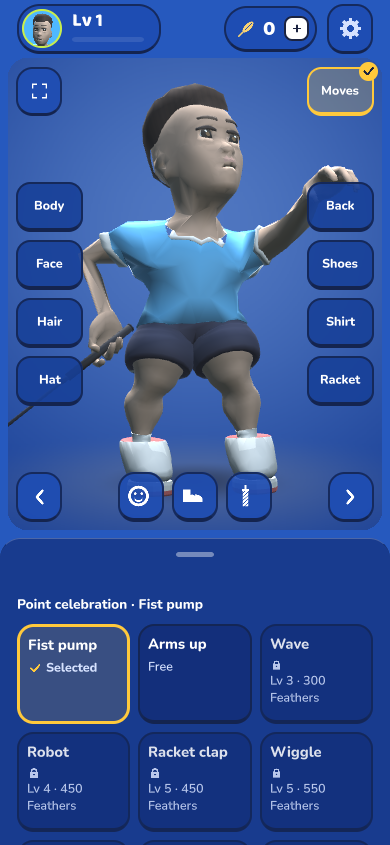 Lv 1
0
+
Moves
Body
Back
Face
Shoes
Hair
Shirt
Hat
Racket
Point celebration · Fist pump
Fist pump
Selected
Arms up
Free
Wave
Lv 3 · 300
Feathers
Robot
Lv 4 · 450
Feathers
Racket clap
Lv 5 · 450
Feathers
Wiggle
Lv 5 · 550
Feathers